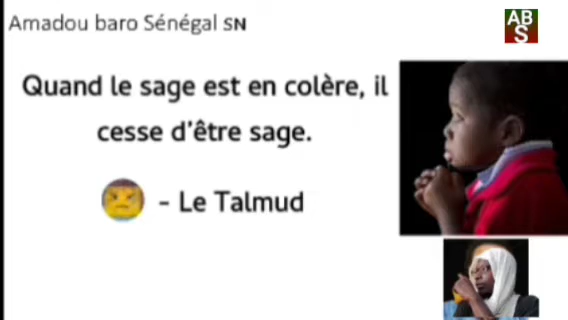 Amadou baro Sénégal SN
AB
S
Quand le sage est en colère, il
cesse d'être sage.
- Le Talmud